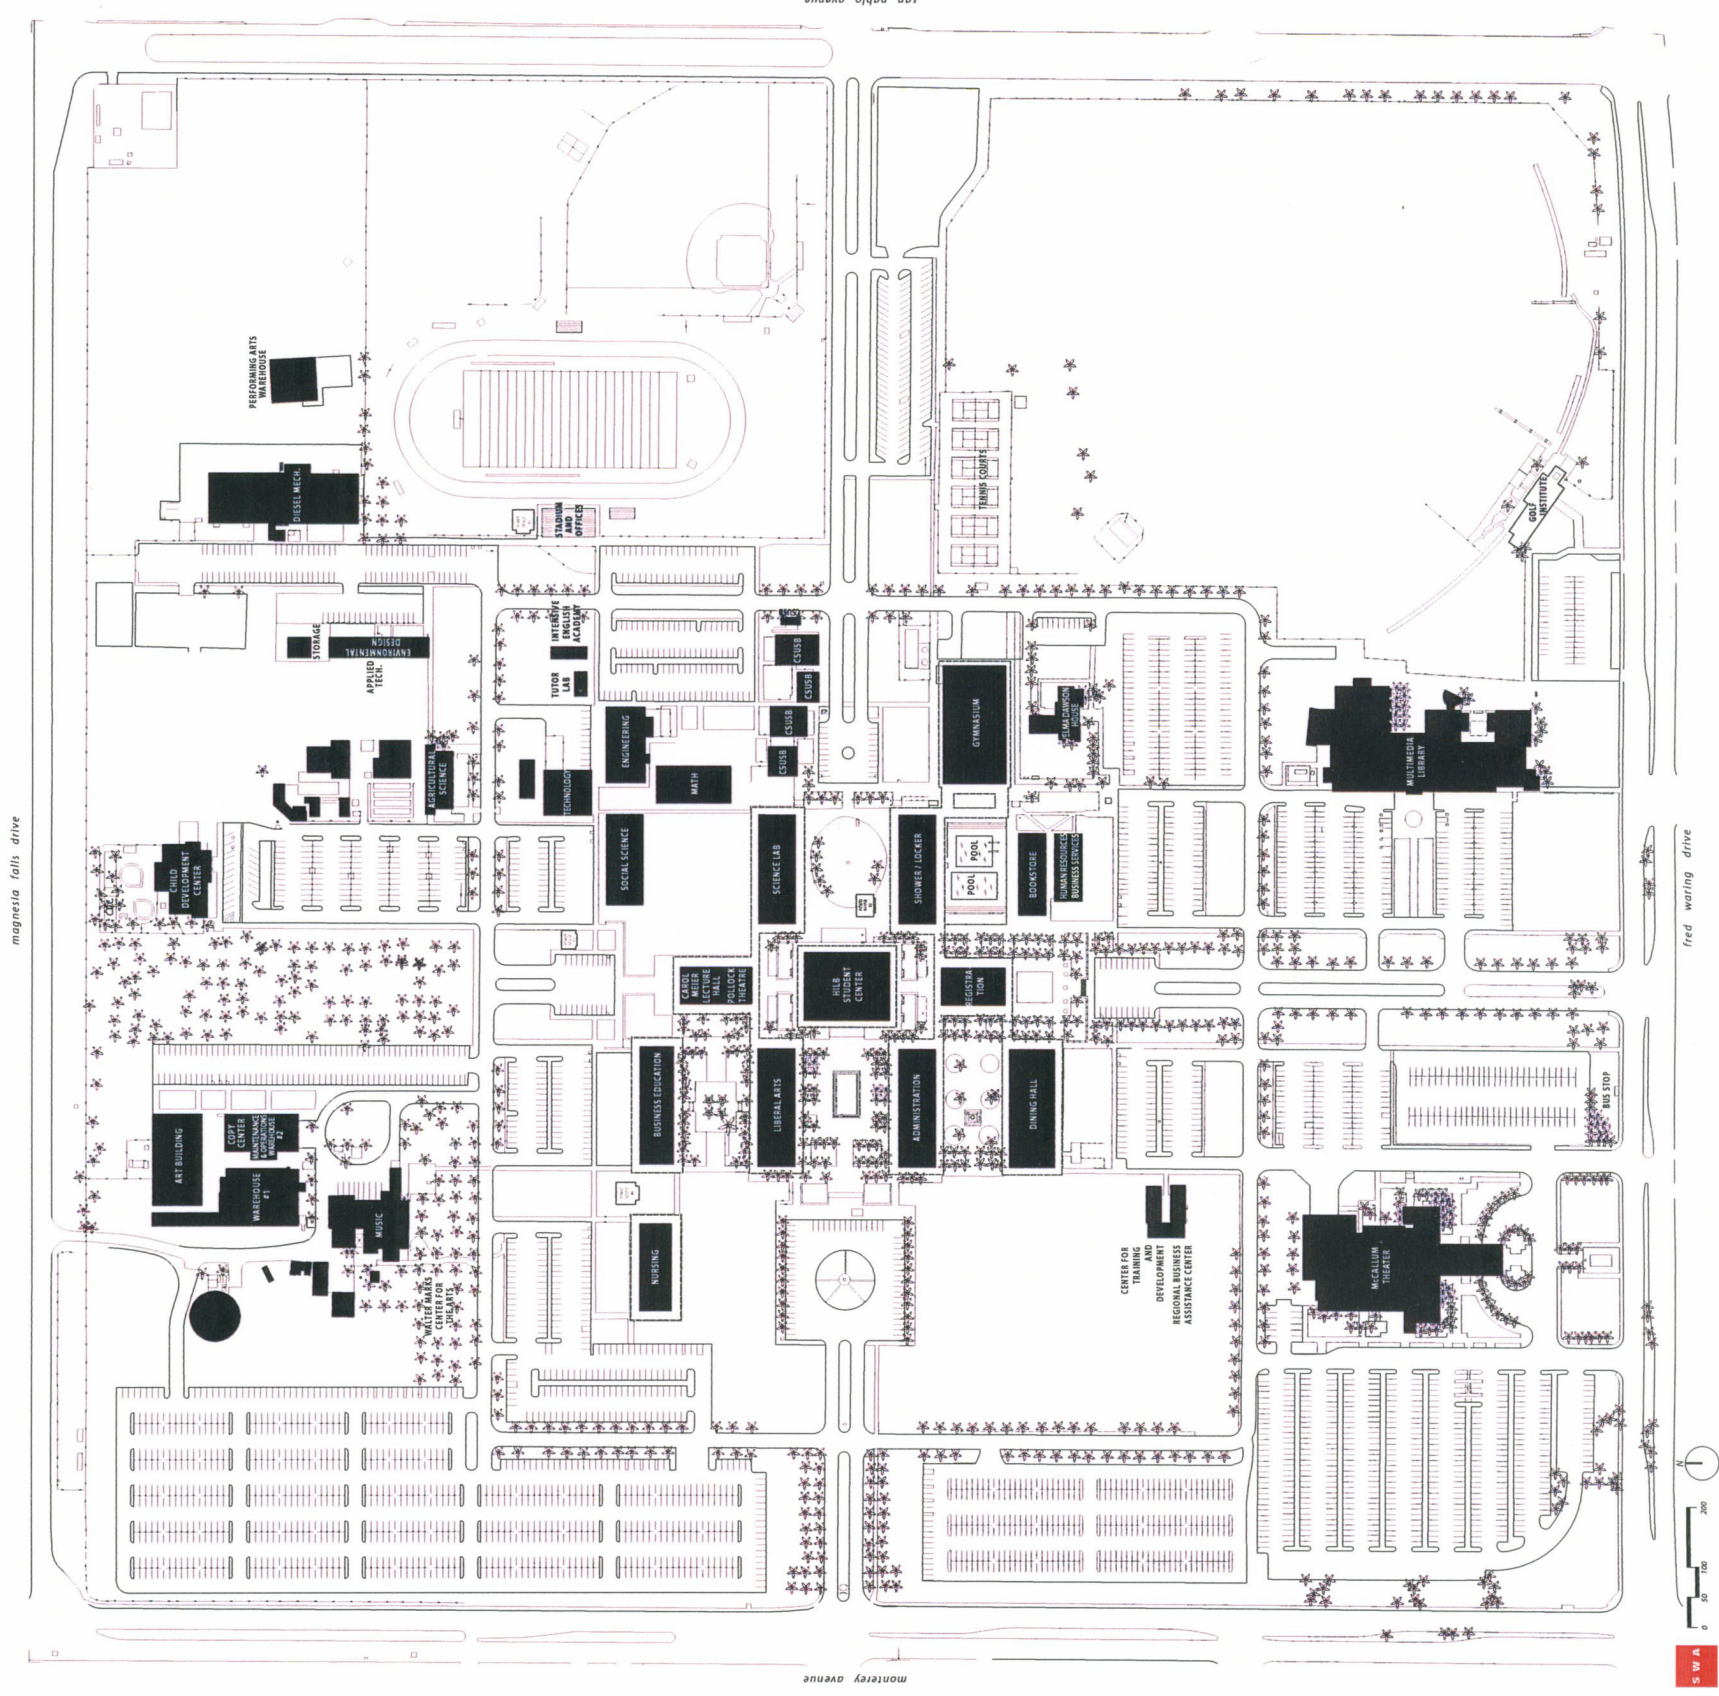 san pablo avenue
PERFORMING ARTS
WAREHOUSE
DIESEL MECH.
STADIUM
AND
OFFICES
TENNIS COURTS
GOLF
INSTITUTE
STORAGE
ENVIRONMENTAL
DESIGN
APPLIED
TECH.
INTENSIVE
ENGLISH
ACADEMY
TUTOR
LAB
CSUSB
CSUSB
CSUSB
CSUSB
CSUSB
ENGINEERING
MATH
TECHNOLOGY
AGRICULTURAL
SCIENCE
GYMNASIUM
HOUSE
MULTIMEDIA
LIBRARY
magnesia falls drive
fred waring drive
CDC
CHILD
DEVELOPMENT
CENTER
SOCIAL SCIENCE
SCIENCE LAB
SHOWER / LOCKER
POOL
POOL
BOOKSTORE
HUMAN RESOURCES
BUSINESS SERVICES
CAROL
MEIER
LECTURE
HALL
POLLOCK
THEATRE
HILB
STUDENT
CENTER
REGISTRA-
TION
ART BUILDING
COPY
CENTER
MAINTENANCE
& OPERATIONS
WAREHOUSE
#2
WAREHOUSE
#1
MUSIC
WALTER MARKS
CENTER FOR
THE ARTS
BUSINESS EDUCATION
LIBERAL ARTS
ADMINISTRATION
DINING HALL
BUS STOP
NURSING
CENTER FOR
TRAINING
AND
DEVELOPMENT
REGIONAL BUSINESS
ASSISTANCE CENTER
McCALLUM
THEATER
N
0 50 100 200
SWA
monterey avenue